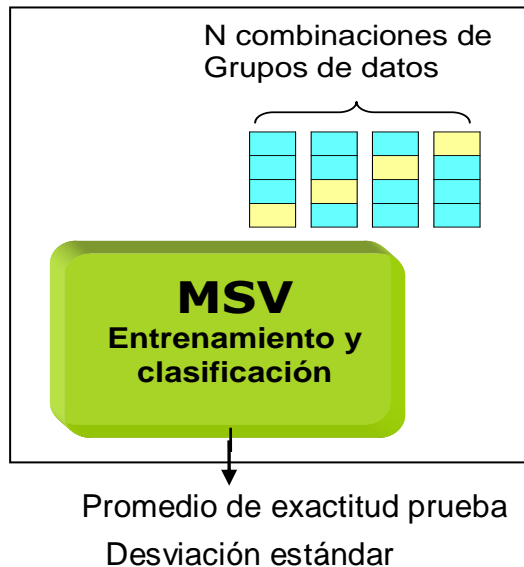 N combinaciones de
Grupos de datos
MSV
Entrenamiento y
clasificación
Promedio de exactitud prueba
Desviación estándar